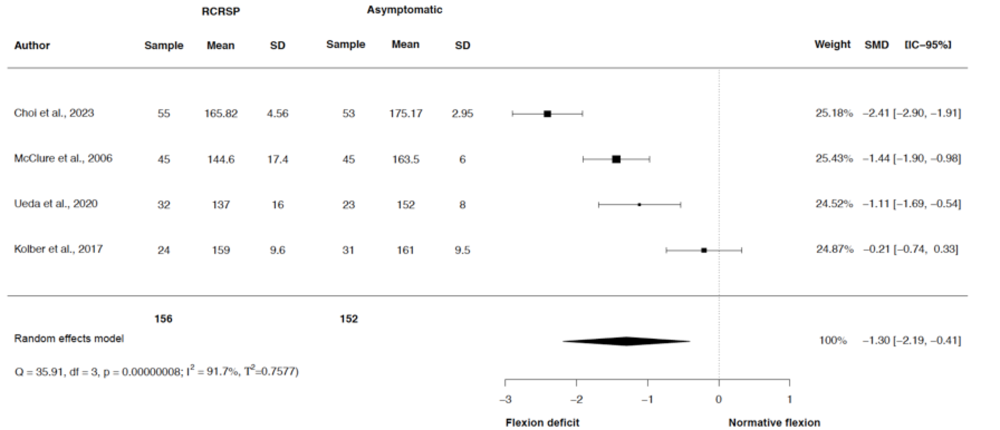 RCRSP Asymptomatic
Author Sample Mean SD Sample Mean SD Weight SMD [IC−95%]
Choi et al., 2023 55 165.82 4.56 53 175.17 2.95 25.18% −2.41 [−2.90, −1.91]
McClure et al., 2006 45 144.6 17.4 45 163.5 6 25.43% −1.44 [−1.90, −0.98]
Ueda et al., 2020 32 137 16 23 152 8 24.52% −1.11 [−1.69, −0.54]
Kolber et al., 2017 24 159 9.6 31 161 9.5 24.87% −0.21 [−0.74, 0.33]
156 152
Random effects model 100% −1.30 [−2.19, −0.41]
Q = 35.91, df = 3, p = 0.00000008; I² = 91.7%, T²=0.7577)
−3 −2 −1 0 1
Flexion deficit Normative flexion